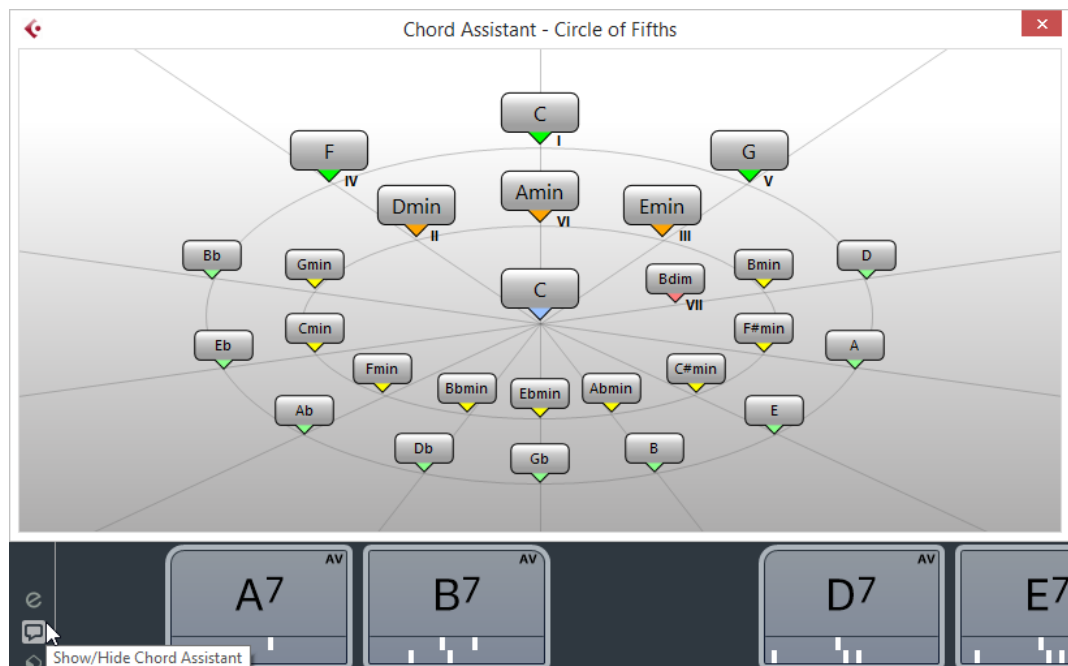 Chord Assistant - Circle of Fifths
C
I
F
IV
G
V
Dmin
II
Amin
VI
Emin
III
Bb
Gmin
Bdim
VII
Bmin
D
C
Eb
Cmin
F#min
A
Fmin
C#min
Bbmin
Ebmin
Abmin
Ab
E
Db
Gb
B
AV
A7
AV
B7
AV
D7
E7
e
Show/Hide Chord Assistant